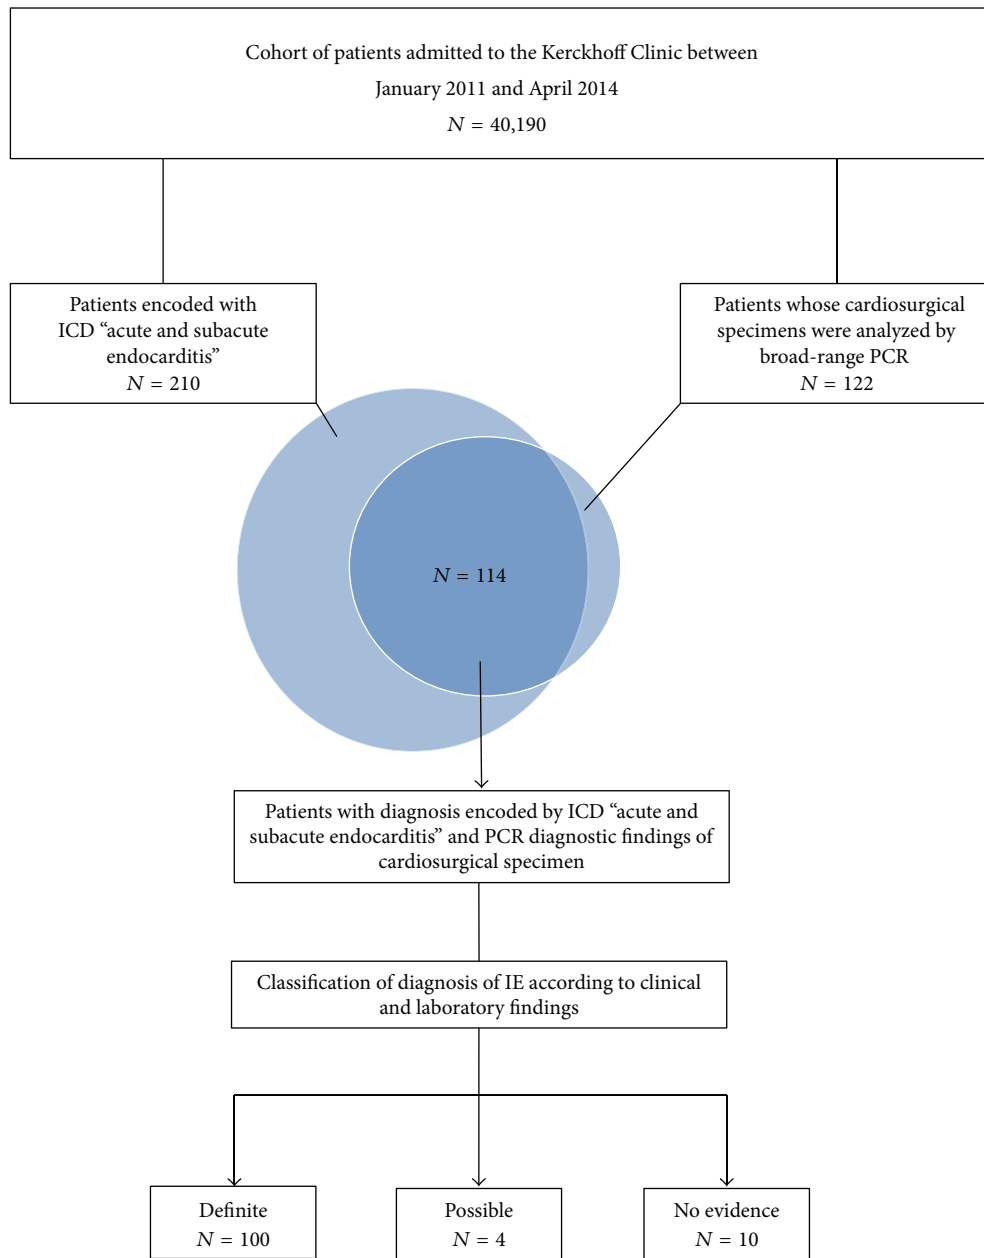 Cohort of patients admitted to the Kerckhoff Clinic between
January 2011 and April 2014
N = 40,190
Patients encoded with
ICD “acute and subacute
endocarditis”
N = 210
Patients whose cardiosurgical
specimens were analyzed by
broad-range PCR
N = 122
N = 114
Patients with diagnosis encoded by ICD “acute and
subacute endocarditis” and PCR diagnostic findings of
cardiosurgical specimen
Classification of diagnosis of IE according to clinical
and laboratory findings
Definite
N = 100
Possible
N = 4
No evidence
N = 10